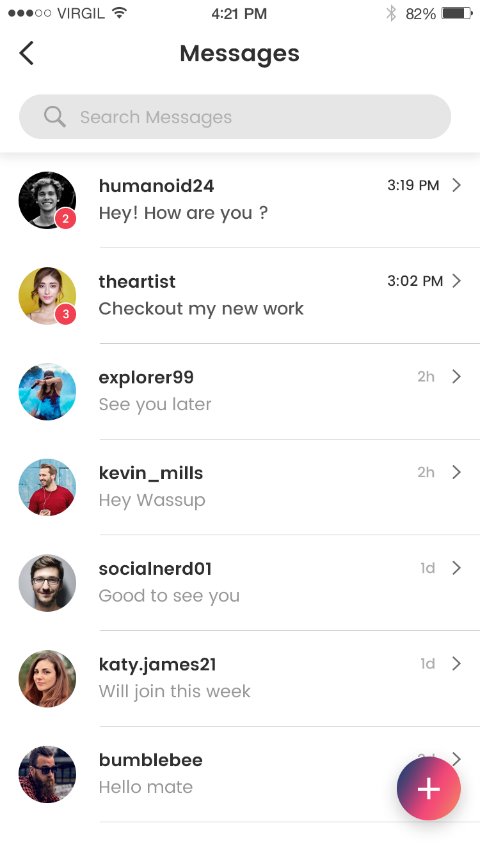 VIRGIL 4:21 PM 82%
Messages
Search Messages
humanoid24 3:19 PM
2
Hey! How are you ?
theartist 3:02 PM
3
Checkout my new work
explorer99 2h
See you later
kevin_mills 2h
Hey Wassup
socialnerd01 1d
Good to see you
katy.james21 1d
Will join this week
bumblebee
Hello mate